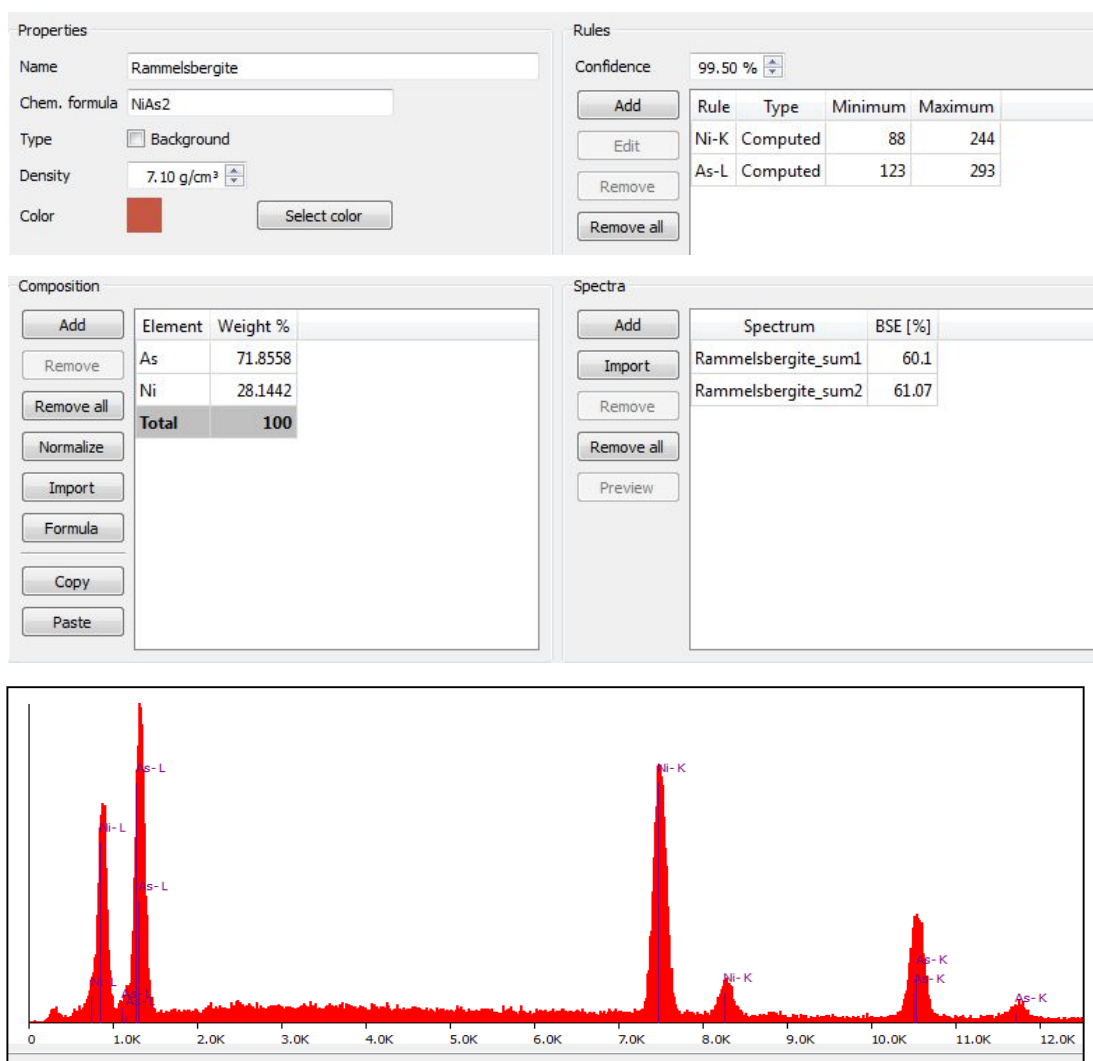 Properties
Name Rammelsbergite
Chem. formula NiAs2
Type Background
Density 7.10 g/cm³
Color Select color
Rules
Confidence 99.50 %
Add
Edit
Remove
Remove all
Rule Type Minimum Maximum
Ni-K Computed 88 244
As-L Computed 123 293
Composition
Add
Remove
Remove all
Normalize
Import
Formula
Copy
Paste
Element Weight %
As 71.8558
Ni 28.1442
Total 100
Spectra
Add
Import
Remove
Remove all
Preview
Spectrum BSE [%]
Rammelsbergite_sum1 60.1
Rammelsbergite_sum2 61.07
As-L
Ni-K
Ni-L
As-L
As-K
Ni-L
Ni-K
As-K
As-L
As-L
As-K
0 1.0K 2.0K 3.0K 4.0K 5.0K 6.0K 7.0K 8.0K 9.0K 10.0K 11.0K 12.0K